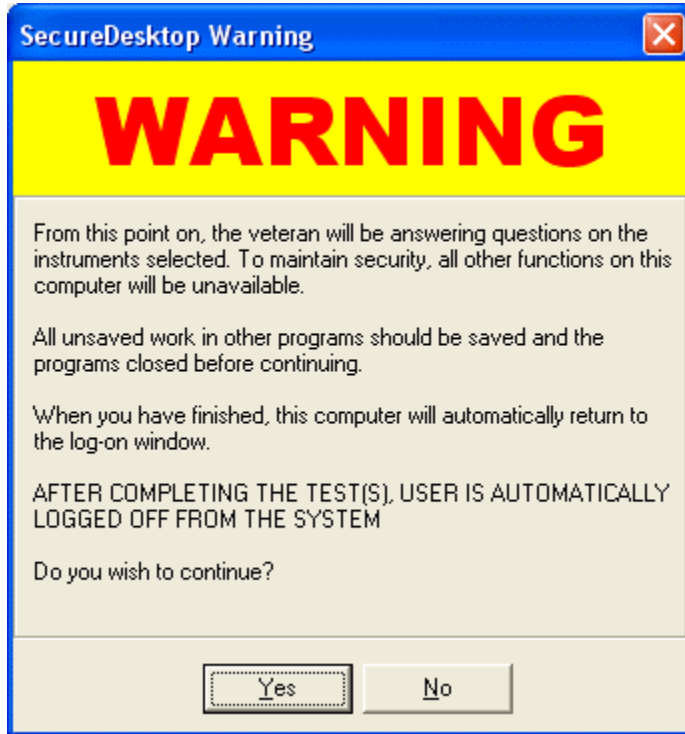 SecureDesktop Warning
WARNING
From this point on, the veteran will be answering questions on the
instruments selected. To maintain security, all other functions on this
computer will be unavailable.
All unsaved work in other programs should be saved and the
programs closed before continuing.
When you have finished, this computer will automatically return to
the log-on window.
AFTER COMPLETING THE TEST(S), USER IS AUTOMATICALLY
LOGGED OFF FROM THE SYSTEM
Do you wish to continue?
Yes
No